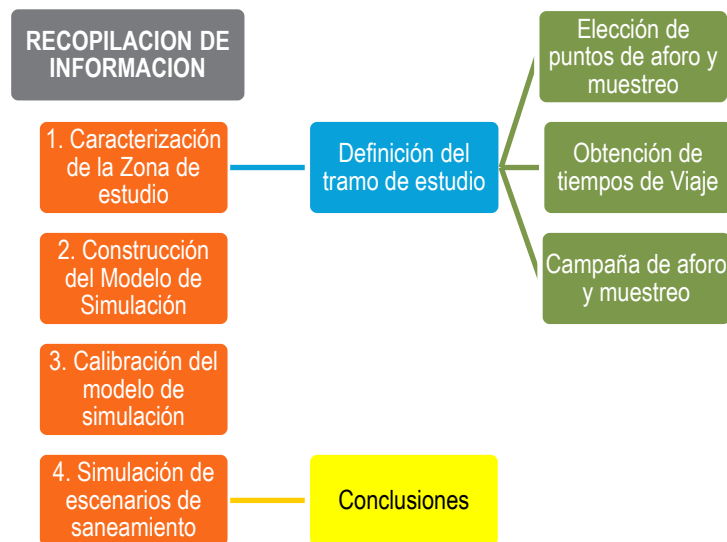 RECOPILACION DE
INFORMACION
1. Caracterización
de la Zona de
estudio
Definición del
tramo de estudio
Elección de
puntos de aforo y
muestreo
Obtención de
tiempos de Viaje
Campaña de aforo
y muestreo
2. Construcción
del Modelo de
Simulación
3. Calibración del
modelo de
simulación
4. Simulación de
escenarios de
saneamiento
Conclusiones